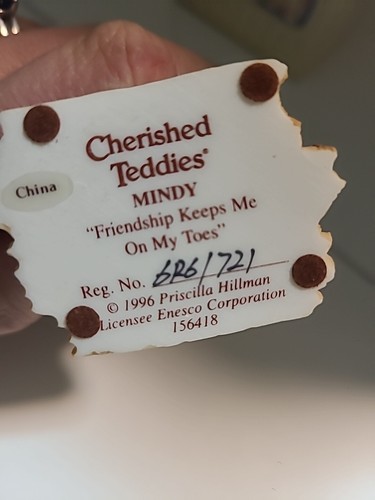 Cherished
Teddies®
MINDY
China
"Friendship Keeps Me
On My Toes"
Reg. No. 6R6/721
© 1996 Priscilla Hillman
Licensee Enesco Corporation
156418